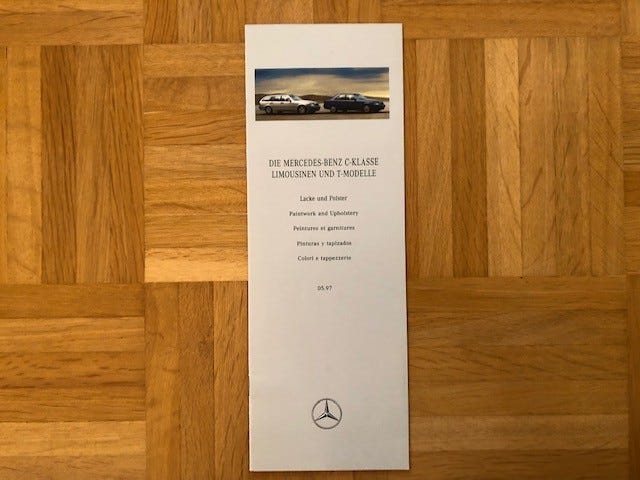 DIE MERCEDES-BENZ C-KLASSE
LIMOUSINEN UND T-MODELLE
Lacke und Polster
Paintwork and Upholstery
Peintures et garnitures
Pinturas y tapizados
Colori e tappezzerie
05.97